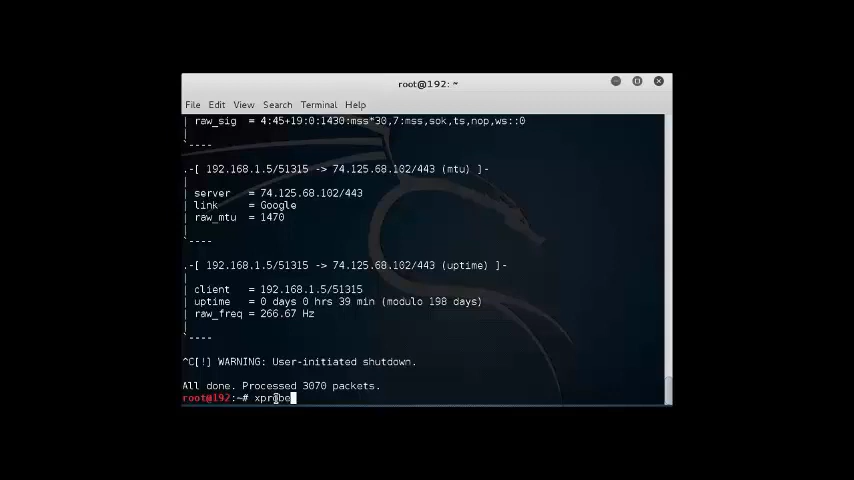 root@192: ~
File Edit View Search Terminal Help
| raw_sig = 4:45+19:0:1430:mss*30,7:mss,sok,ts,nop,ws::0
|
`----
.-[ 192.168.1.5/51315 -> 74.125.68.102/443 (mtu) ]-
|
| server = 74.125.68.102/443
| link = Google
| raw_mtu = 1470
|
`----
.-[ 192.168.1.5/51315 -> 74.125.68.102/443 (uptime) ]-
|
| client = 192.168.1.5/51315
| uptime = 0 days 0 hrs 39 min (modulo 198 days)
| raw_freq = 266.67 Hz
|
`----
^C[!] WARNING: User-initiated shutdown.
All done. Processed 3070 packets.
root@192:~# xprobe